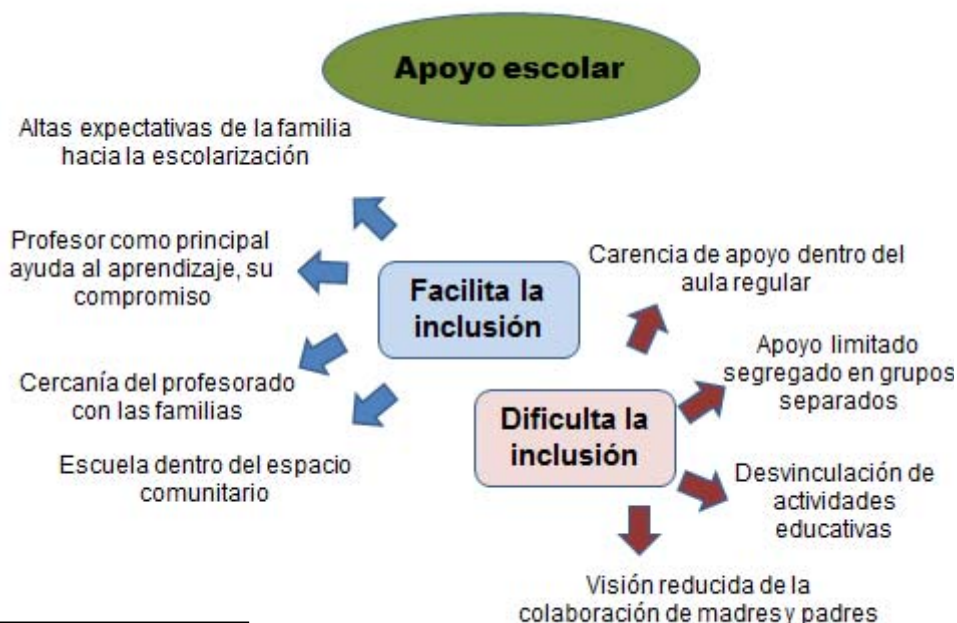 Apoyo escolar
Altas expectativas de la familia
hacia la escolarización
Profesor como principal
ayuda al aprendizaje, su
compromiso
Cercanía del profesorado
con las familias
Escuela dentro del espacio
comunitario
Facilita la
inclusión
Carencia de apoyo dentro del
aula regular
Apoyo limitado
segregado en grupos
separados
Dificulta la
inclusión
Desvinculación de
actividades
educativas
Visión reducida de la
colaboración de madres y padres